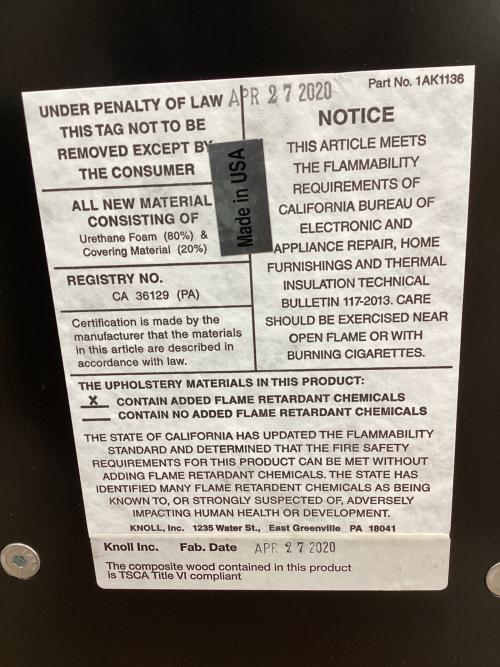 Part No. 1AK1136
APR 27 2020
UNDER PENALTY OF LAW
THIS TAG NOT TO BE
REMOVED EXCEPT BY
THE CONSUMER
ALL NEW MATERIAL
CONSISTING OF
Urethane Foam (80%) &
Covering Material (20%)
REGISTRY NO.
CA 36129 (PA)
Certification is made by the
manufacturer that the materials
in this article are described in
accordance with law.
Made in USA
NOTICE
THIS ARTICLE MEETS
THE FLAMMABILITY
REQUIREMENTS OF
CALIFORNIA BUREAU OF
ELECTRONIC AND
APPLIANCE REPAIR, HOME
FURNISHINGS AND THERMAL
INSULATION TECHNICAL
BULLETIN 117-2013. CARE
SHOULD BE EXERCISED NEAR
OPEN FLAME OR WITH
BURNING CIGARETTES.
THE UPHOLSTERY MATERIALS IN THIS PRODUCT:
X CONTAIN ADDED FLAME RETARDANT CHEMICALS
CONTAIN NO ADDED FLAME RETARDANT CHEMICALS
THE STATE OF CALIFORNIA HAS UPDATED THE FLAMMABILITY
STANDARD AND DETERMINED THAT THE FIRE SAFETY
REQUIREMENTS FOR THIS PRODUCT CAN BE MET WITHOUT
ADDING FLAME RETARDANT CHEMICALS. THE STATE HAS
IDENTIFIED MANY FLAME RETARDENT CHEMICALS AS BEING
KNOWN TO, OR STRONGLY SUSPECTED OF, ADVERSELY
IMPACTING HUMAN HEALTH OR DEVELOPMENT.
KNOLL, Inc. 1235 Water St., East Greenville PA 18041
Knoll Inc. Fab. Date APR 27 2020
The composite wood contained in this product
is TSCA Title VI compliant